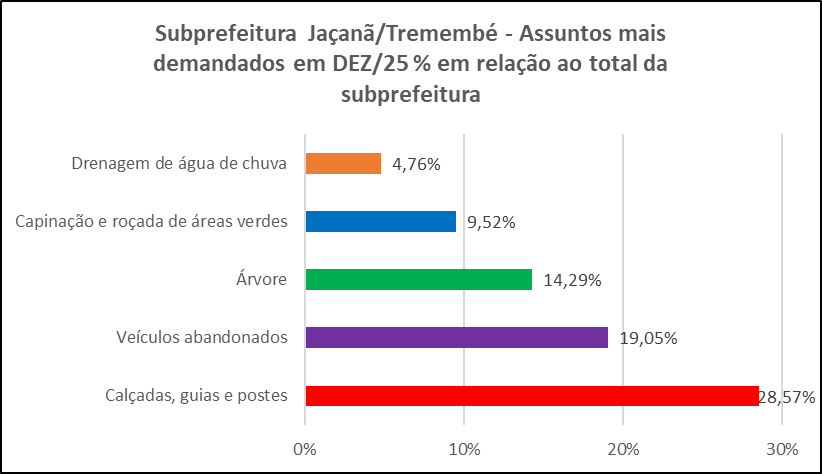 Subprefeitura Jaçanã/Tremembé - Assuntos mais
demandados em DEZ/25 % em relação ao total da
subprefeitura
Drenagem de água de chuva 4,76%
Capinação e roçada de áreas verdes 9,52%
Árvore 14,29%
Veículos abandonados 19,05%
Calçadas, guias e postes 28,57%
0% 10% 20% 30%